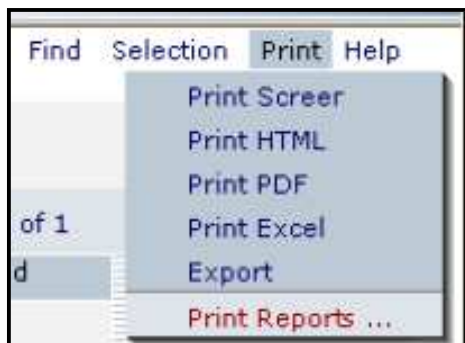 Find Selection Print Help
Print Screer
Print HTML
Print PDF
of 1
Print Excel
d
Export
Print Reports ...